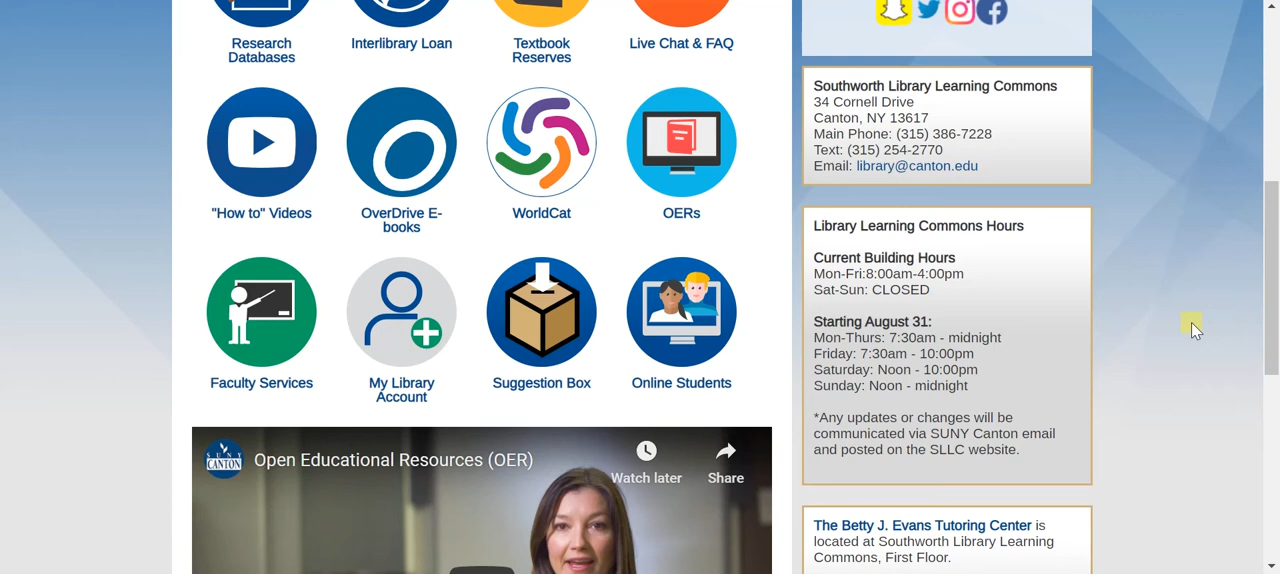 Research
Databases
Interlibrary Loan
Textbook
Reserves
Live Chat & FAQ
"How to" Videos
OverDrive E-
books
WorldCat
OERs
Faculty Services
My Library
Account
Suggestion Box
Online Students
SUNY
CANTON
Open Educational Resources (OER)
Watch later
Share
Southworth Library Learning Commons
34 Cornell Drive
Canton, NY 13617
Main Phone: (315) 386-7228
Text: (315) 254-2770
Email: library@canton.edu
Library Learning Commons Hours
Current Building Hours
Mon-Fri:8:00am-4:00pm
Sat-Sun: CLOSED
Starting August 31:
Mon-Thurs: 7:30am - midnight
Friday: 7:30am - 10:00pm
Saturday: Noon - 10:00pm
Sunday: Noon - midnight
*Any updates or changes will be
communicated via SUNY Canton email
and posted on the SLLC website.
The Betty J. Evans Tutoring Center is
located at Southworth Library Learning
Commons, First Floor.